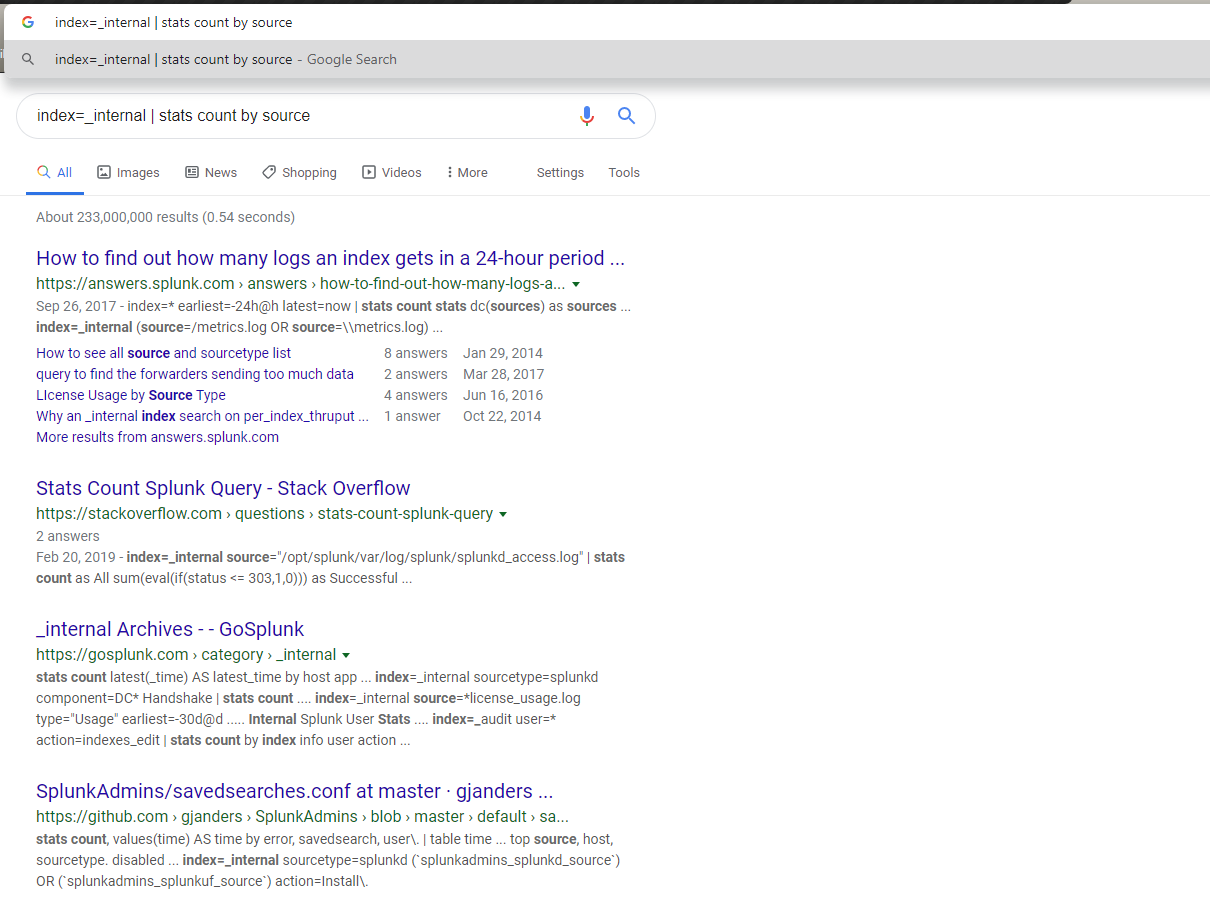 index=_internal | stats count by source
index=_internal | stats count by source - Google Search
index=_internal | stats count by source
All Images News Shopping Videos More Settings Tools
About 233,000,000 results (0.54 seconds)
How to find out how many logs an index gets in a 24-hour period ...
https://answers.splunk.com › answers › how-to-find-out-how-many-logs-a...
Sep 26, 2017 - index=* earliest=-24h@h latest=now | stats count stats dc(sources) as sources ...
index=_internal (source=/metrics.log OR source=\\metrics.log) ...
How to see all source and sourcetype list 8 answers Jan 29, 2014
query to find the forwarders sending too much data 2 answers Mar 28, 2017
LIcense Usage by Source Type 4 answers Jun 16, 2016
Why an _internal index search on per_index_thruput ... 1 answer Oct 22, 2014
More results from answers.splunk.com
Stats Count Splunk Query - Stack Overflow
https://stackoverflow.com › questions › stats-count-splunk-query
2 answers
Feb 20, 2019 - index=_internal source="/opt/splunk/var/log/splunk/splunkd_access.log" | stats
count as All sum(eval(if(status <= 303,1,0))) as Successful ...
_internal Archives - - GoSplunk
https://gosplunk.com › category › _internal
stats count latest(_time) AS latest_time by host app ... index=_internal sourcetype=splunkd
component=DC* Handshake | stats count .... index=_internal source=*license_usage.log
type="Usage" earliest=-30d@d ..... Internal Splunk User Stats .... index=_audit user=*
action=indexes_edit | stats count by index info user action ...
SplunkAdmins/savedsearches.conf at master · gjanders ...
https://github.com › gjanders › SplunkAdmins › blob › master › default › sa...
stats count, values(time) AS time by error, savedsearch, user\. | table time ... top source, host,
sourcetype. disabled ... index=_internal sourcetype=splunkd (`splunkadmins_splunkd_source`)
OR (`splunkadmins_splunkuf_source`) action=Install\.